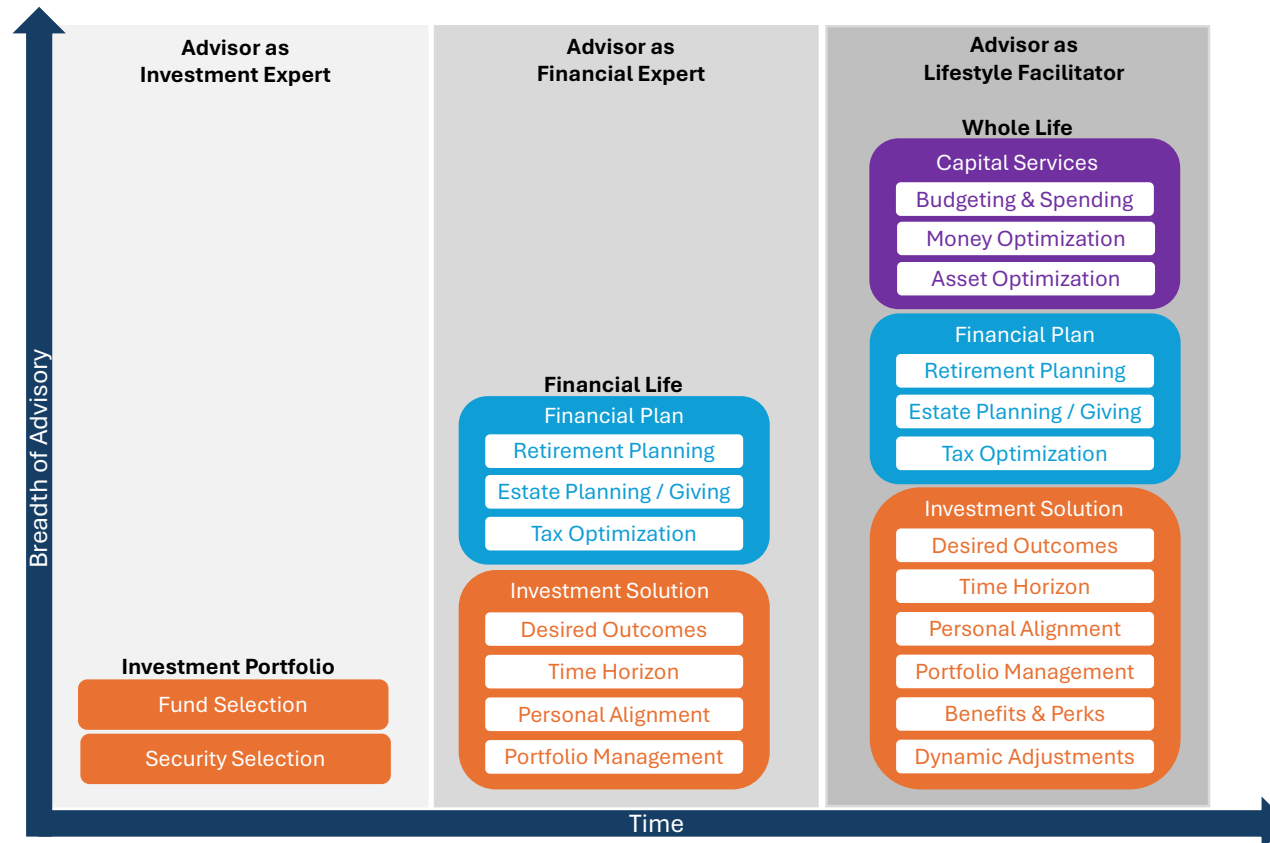 Breadth of Advisory
Advisor as
Investment Expert
Investment Portfolio
Fund Selection
Security Selection
Advisor as
Financial Expert
Financial Life
Financial Plan
Retirement Planning
Estate Planning / Giving
Tax Optimization
Investment Solution
Desired Outcomes
Time Horizon
Personal Alignment
Portfolio Management
Advisor as
Lifestyle Facilitator
Whole Life
Capital Services
Budgeting & Spending
Money Optimization
Asset Optimization
Financial Plan
Retirement Planning
Estate Planning / Giving
Tax Optimization
Investment Solution
Desired Outcomes
Time Horizon
Personal Alignment
Portfolio Management
Benefits & Perks
Dynamic Adjustments
Time